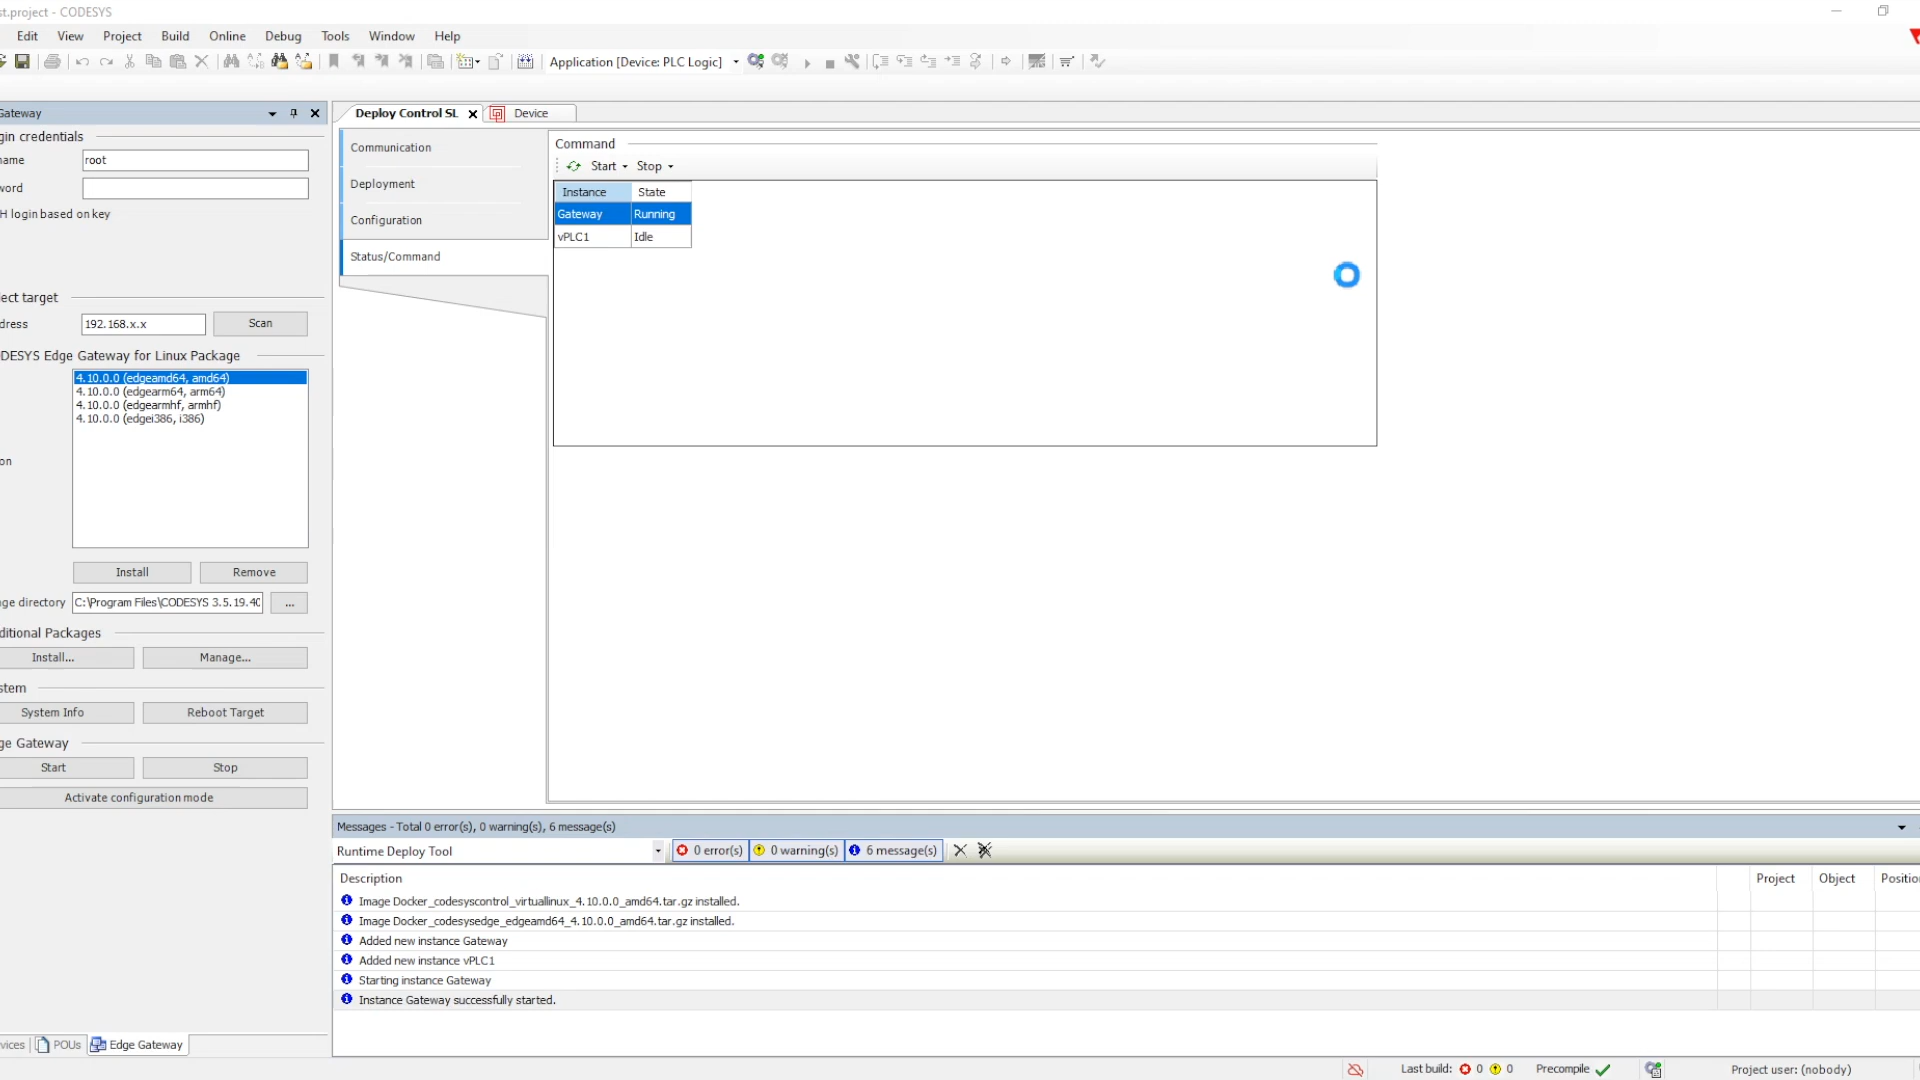 st.project - CODESYS
Edit View Project Build Online Debug Tools Window Help
Application [Device: PLC Logic]
Gateway
Deploy Control SL
Device
gin credentials
name root
word
H login based on key
ect target
dress 192.168.x.x Scan
DESYS Edge Gateway for Linux Package
4.10.0.0 (edgeamd64, amd64)
4.10.0.0 (edgearm64, arm64)
4.10.0.0 (edgearmhf, armhf)
4.10.0.0 (edgei386, i386)
on
Install Remove
ge directory C:\Program Files\CODESYS 3.5.19.40 ...
ditional Packages
Install... Manage...
stem
System Info Reboot Target
ge Gateway
Start Stop
Activate configuration mode
vices POUs Edge Gateway
Communication
Deployment
Configuration
Status/Command
Command
Start Stop
Instance State
Gateway Running
vPLC1 Idle
Messages - Total 0 error(s), 0 warning(s), 6 message(s)
Runtime Deploy Tool 0 error(s) 0 warning(s) 6 message(s)
Description Project Object Positio
Image Docker_codesyscontrol_virtuallinux_4.10.0.0_amd64.tar.gz installed.
Image Docker_codesysedge_edgeamd64_4.10.0.0_amd64.tar.gz installed.
Added new instance Gateway
Added new instance vPLC1
Starting instance Gateway
Instance Gateway successfully started.
Last build: 0 0 Precompile Project user: (nobody)